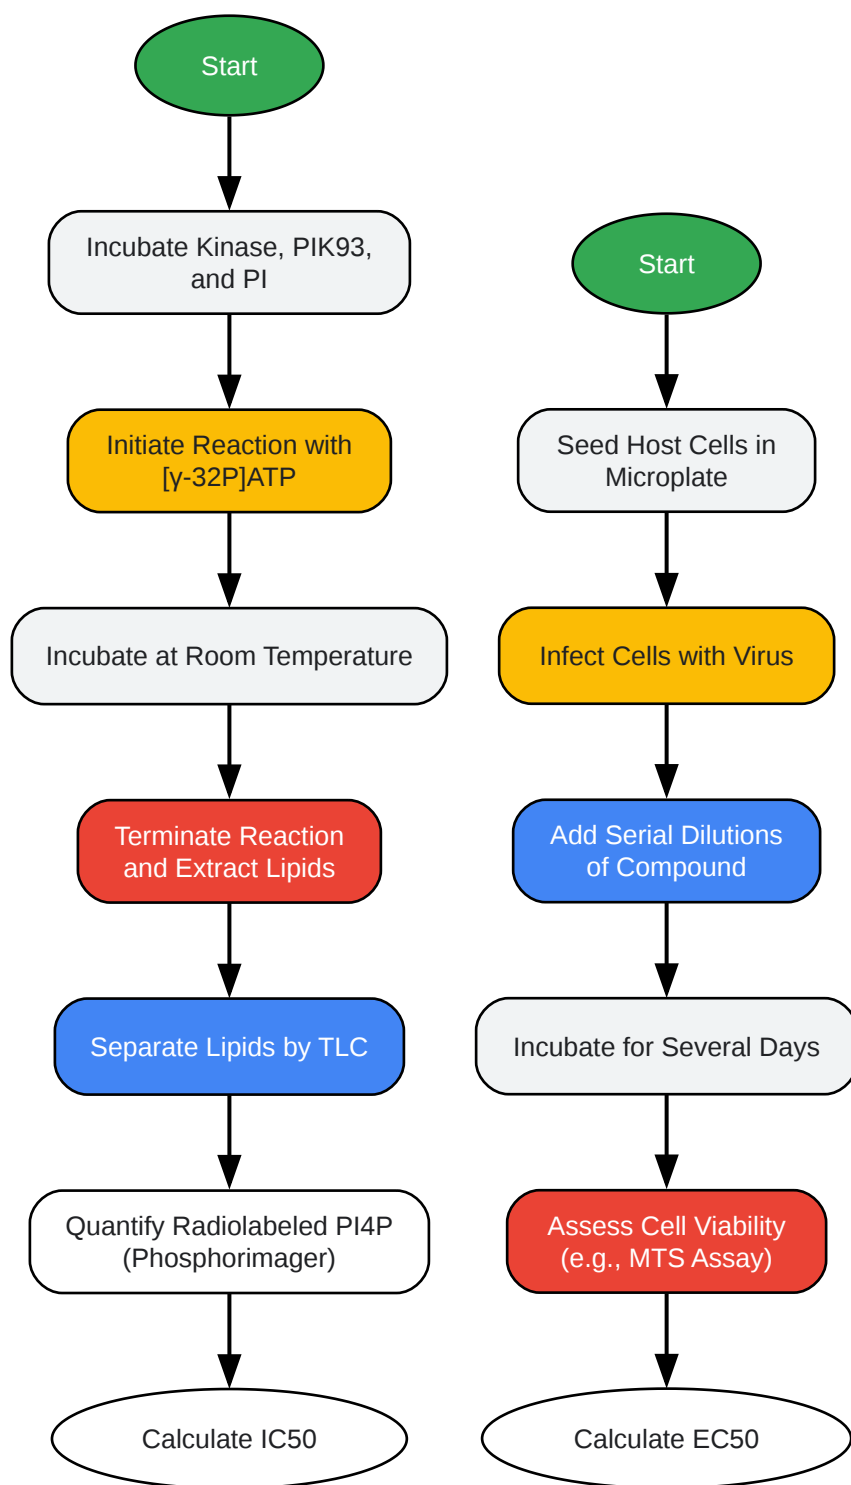 Start
Incubate Kinase, PIK93,
and PI
Initiate Reaction with
[γ-32P]ATP
Incubate at Room Temperature
Terminate Reaction
and Extract Lipids
Separate Lipids by TLC
Quantify Radiolabeled PI4P
(Phosphorimager)
Calculate IC50
Start
Seed Host Cells in
Microplate
Infect Cells with Virus
Add Serial Dilutions
of Compound
Incubate for Several Days
Assess Cell Viability
(e.g., MTS Assay)
Calculate EC50